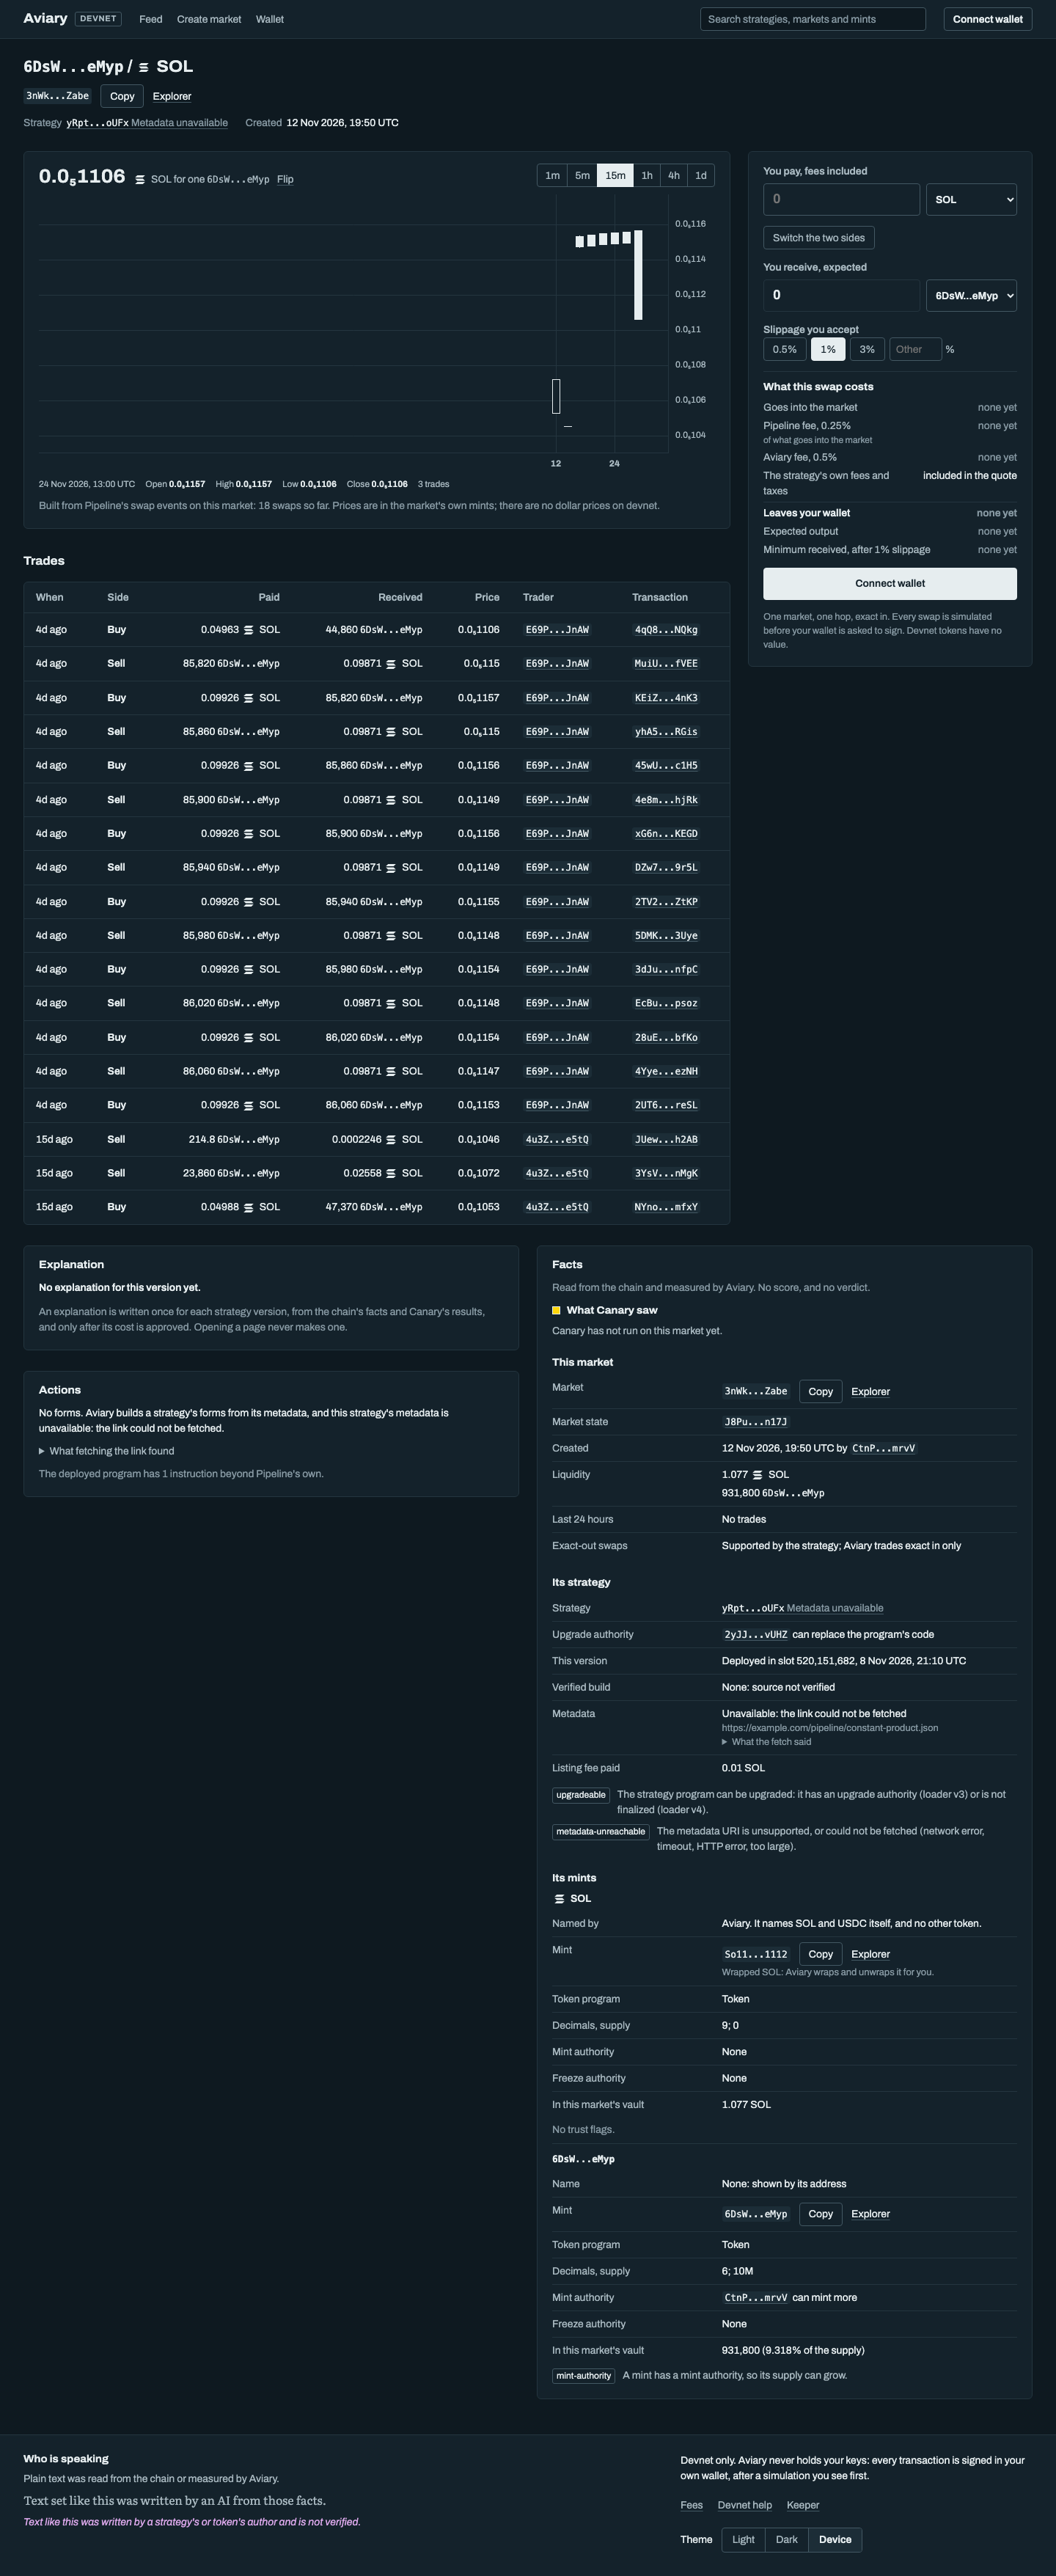 Aviary DEVNET Feed Create market Wallet Search strategies, markets and mints Connect wallet
6DsW...eMyp / SOL
3nWk...Zabe Copy Explorer
Strategy yRpt...oUFx Metadata unavailable Created 12 Nov 2026, 19:50 UTC
0.0₅1106 SOL for one 6DsW...eMyp Flip 1m 5m 15m 1h 4h 1d
0.0₅116
0.0₅114
0.0₅112
0.0₅11
0.0₅108
0.0₅106
0.0₅104
12 24
24 Nov 2026, 13:00 UTC Open 0.0₅1157 High 0.0₅1157 Low 0.0₅1106 Close 0.0₅1106 3 trades
Built from Pipeline's swap events on this market: 18 swaps so far. Prices are in the market's own mints; there are no dollar prices on devnet.
You pay, fees included
0 SOL
Switch the two sides
You receive, expected
0 6DsW...eMyp
Slippage you accept
0.5% 1% 3% Other %
What this swap costs
Goes into the market none yet
Pipeline fee, 0.25% none yet
of what goes into the market
Aviary fee, 0.5% none yet
The strategy's own fees and taxes included in the quote
Leaves your wallet none yet
Expected output none yet
Minimum received, after 1% slippage none yet
Connect wallet
One market, one hop, exact in. Every swap is simulated
before your wallet is asked to sign. Devnet tokens have no
value.
Trades
When Side Paid Received Price Trader Transaction
4d ago Buy 0.04963 SOL 44,860 6DsW...eMyp 0.0₅1106 E69P...JnAW 4qQ8...NQkg
4d ago Sell 85,820 6DsW...eMyp 0.09871 SOL 0.0₅115 E69P...JnAW MuiU...fVEE
4d ago Buy 0.09926 SOL 85,820 6DsW...eMyp 0.0₅1157 E69P...JnAW KEiZ...4nK3
4d ago Sell 85,860 6DsW...eMyp 0.09871 SOL 0.0₅115 E69P...JnAW yhA5...RGis
4d ago Buy 0.09926 SOL 85,860 6DsW...eMyp 0.0₅1156 E69P...JnAW 45wU...c1H5
4d ago Sell 85,900 6DsW...eMyp 0.09871 SOL 0.0₅1149 E69P...JnAW 4e8m...hjRk
4d ago Buy 0.09926 SOL 85,900 6DsW...eMyp 0.0₅1156 E69P...JnAW xG6n...KEGD
4d ago Sell 85,940 6DsW...eMyp 0.09871 SOL 0.0₅1149 E69P...JnAW DZw7...9r5L
4d ago Buy 0.09926 SOL 85,940 6DsW...eMyp 0.0₅1155 E69P...JnAW 2TV2...ZtKP
4d ago Sell 85,980 6DsW...eMyp 0.09871 SOL 0.0₅1148 E69P...JnAW 5DMK...3Uye
4d ago Buy 0.09926 SOL 85,980 6DsW...eMyp 0.0₅1154 E69P...JnAW 3dJu...nfpC
4d ago Sell 86,020 6DsW...eMyp 0.09871 SOL 0.0₅1148 E69P...JnAW EcBu...psoz
4d ago Buy 0.09926 SOL 86,020 6DsW...eMyp 0.0₅1154 E69P...JnAW 28uE...bfKo
4d ago Sell 86,060 6DsW...eMyp 0.09871 SOL 0.0₅1147 E69P...JnAW 4Yye...ezNH
4d ago Buy 0.09926 SOL 86,060 6DsW...eMyp 0.0₅1153 E69P...JnAW 2UT6...reSL
15d ago Sell 214.8 6DsW...eMyp 0.0002246 SOL 0.0₅1046 4u3Z...e5tQ JUew...h2AB
15d ago Sell 23,860 6DsW...eMyp 0.02558 SOL 0.0₅1072 4u3Z...e5tQ 3YsV...nMgK
15d ago Buy 0.04988 SOL 47,370 6DsW...eMyp 0.0₅1053 4u3Z...e5tQ NYno...mfxY
Explanation
No explanation for this version yet.
An explanation is written once for each strategy version, from the chain's facts and Canary's results,
and only after its cost is approved. Opening a page never makes one.
Actions
No forms. Aviary builds a strategy's forms from its metadata, and this strategy's metadata is
unavailable: the link could not be fetched.
What fetching the link found
The deployed program has 1 instruction beyond Pipeline's own.
Facts
Read from the chain and measured by Aviary. No score, and no verdict.
What Canary saw
Canary has not run on this market yet.
This market
Market 3nWk...Zabe Copy Explorer
Market state J8Pu...n17J
Created 12 Nov 2026, 19:50 UTC by CtnP...mrvV
Liquidity 1.077 SOL
931,800 6DsW...eMyp
Last 24 hours No trades
Exact-out swaps Supported by the strategy; Aviary trades exact in only
Its strategy
Strategy yRpt...oUFx Metadata unavailable
Upgrade authority 2yJJ...vUHZ can replace the program's code
This version Deployed in slot 520,151,682, 8 Nov 2026, 21:10 UTC
Verified build None: source not verified
Metadata Unavailable: the link could not be fetched
https://example.com/pipeline/constant-product.json
What the fetch said
Listing fee paid 0.01 SOL
upgradeable The strategy program can be upgraded: it has an upgrade authority (loader v3) or is not
finalized (loader v4).
metadata-unreachable The metadata URI is unsupported, or could not be fetched (network error,
timeout, HTTP error, too large).
Its mints
SOL
Named by Aviary. It names SOL and USDC itself, and no other token.
Mint So11...1112 Copy Explorer
Wrapped SOL: Aviary wraps and unwraps it for you.
Token program Token
Decimals, supply 9; 0
Mint authority None
Freeze authority None
In this market's vault 1.077 SOL
No trust flags.
6DsW...eMyp
Name None: shown by its address
Mint 6DsW...eMyp Copy Explorer
Token program Token
Decimals, supply 6; 10M
Mint authority CtnP...mrvV can mint more
Freeze authority None
In this market's vault 931,800 (9.318% of the supply)
mint-authority A mint has a mint authority, so its supply can grow.
Who is speaking
Plain text was read from the chain or measured by Aviary.
Text set like this was written by an AI from those facts.
Text like this was written by a strategy's or token's author and is not verified.
Devnet only. Aviary never holds your keys: every transaction is signed in your
own wallet, after a simulation you see first.
Fees Devnet help Keeper
Theme Light Dark Device